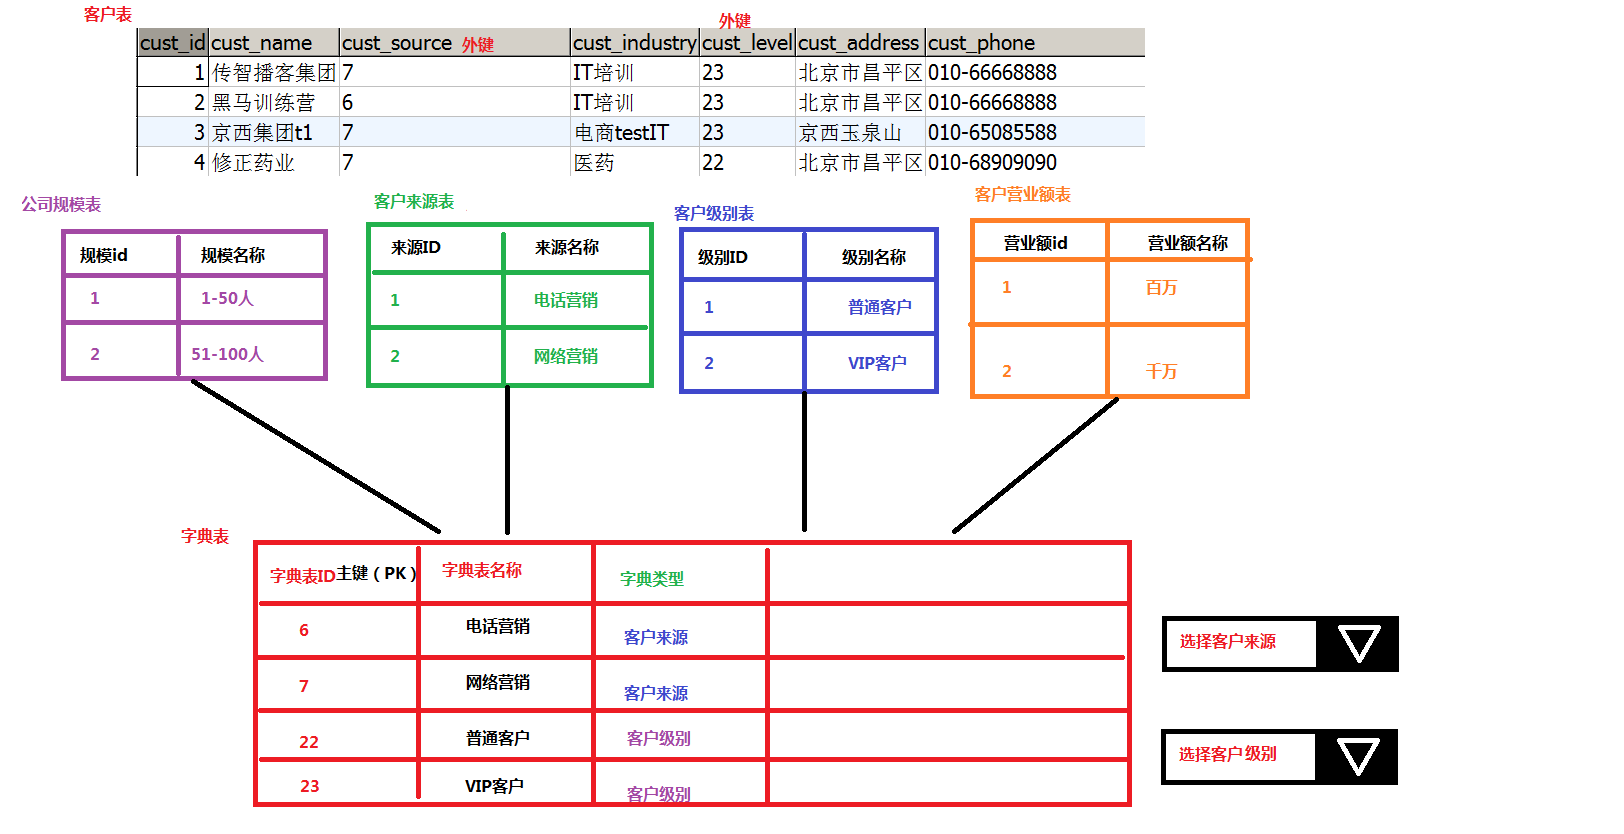 客户表
外键
cust_id cust_name cust_source 外键 cust_industry cust_level cust_address cust_phone
1 传智播客集团 7 IT培训 23 北京市昌平区 010-66668888
2 黑马训练营 6 IT培训 23 北京市昌平区 010-66668888
3 京西集团t1 7 电商testIT 23 京西玉泉山 010-65085588
4 修正药业 7 医药 22 北京市昌平区 010-68909090
公司规模表
规模id 规模名称
1 1-50人
2 51-100人
客户来源表
来源ID 来源名称
1 电话营销
2 网络营销
客户级别表
级别ID 级别名称
1 普通客户
2 VIP客户
客户营业额表
营业额id 营业额名称
1 百万
2 千万
字典表
字典表ID主键（PK） 字典表名称 字典类型
6 电话营销 客户来源
7 网络营销 客户来源
22 普通客户 客户级别
23 VIP客户 客户级别
选择客户来源
选择客户级别